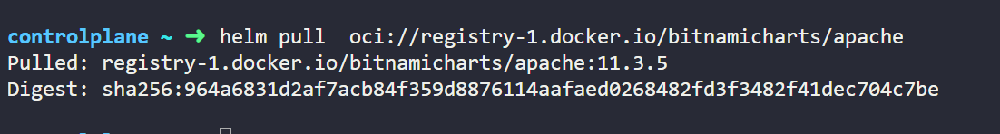 controlplane ~ ➜ helm pull  oci://registry-1.docker.io/bitnamicharts/apache
Pulled: registry-1.docker.io/bitnamicharts/apache:11.3.5
Digest: sha256:964a6831d2af7acb84f359d8876114aafaed0268482fd3f3482f41dec704c7be